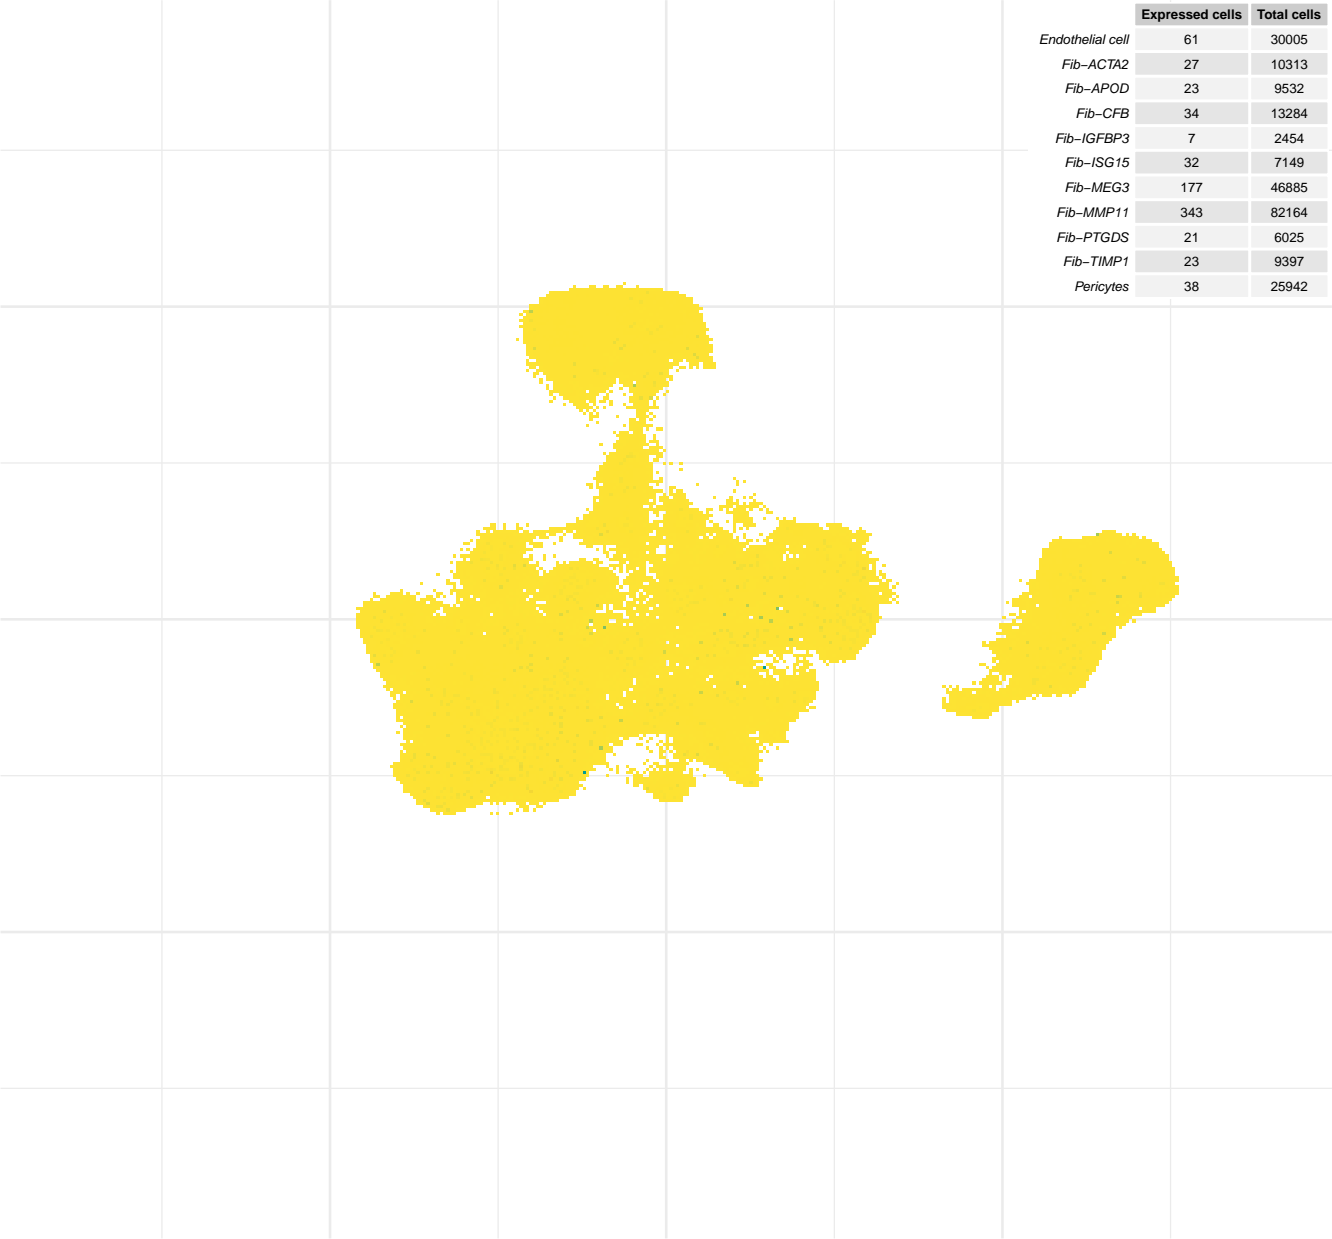 Expressed cells Total cells
Endothelial cell 61 30005
Fib−ACTA2 27 10313
Fib−APOD 23 9532
Fib−CFB 34 13284
Fib−IGFBP3 7 2454
Fib−ISG15 32 7149
Fib−MEG3 177 46885
Fib−MMP11 343 82164
Fib−PTGDS 21 6025
Fib−TIMP1 23 9397
Pericytes 38 25942